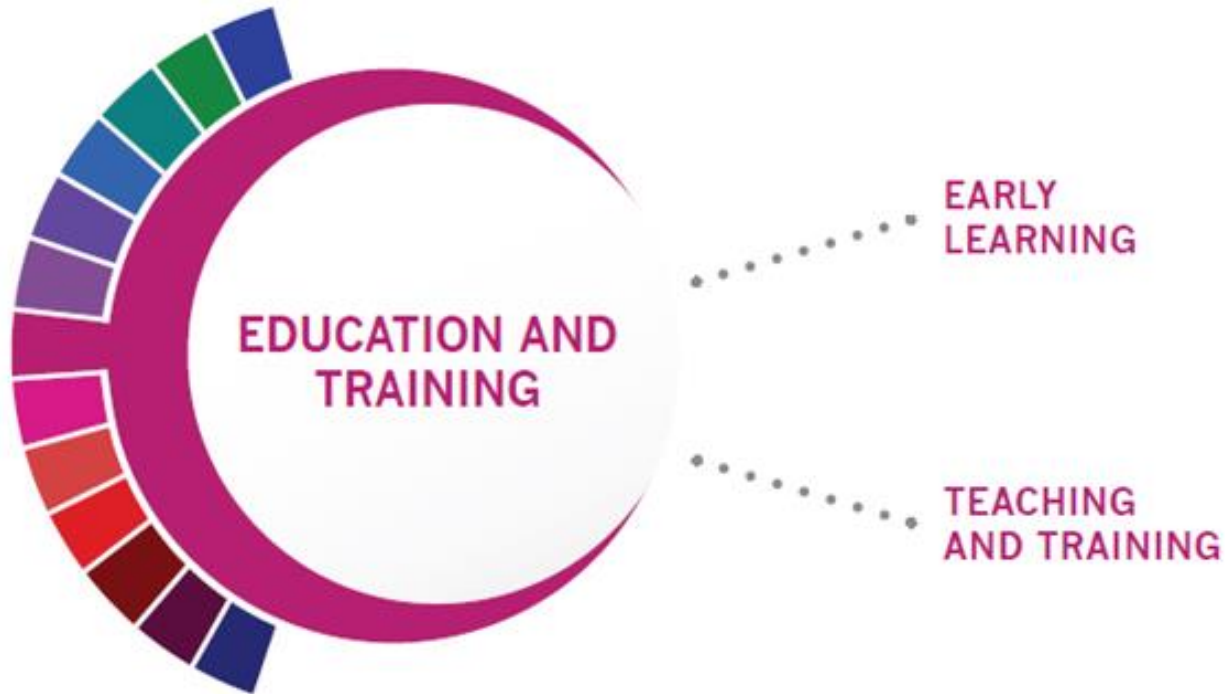 EDUCATION AND
TRAINING
EARLY
LEARNING
TEACHING
AND TRAINING